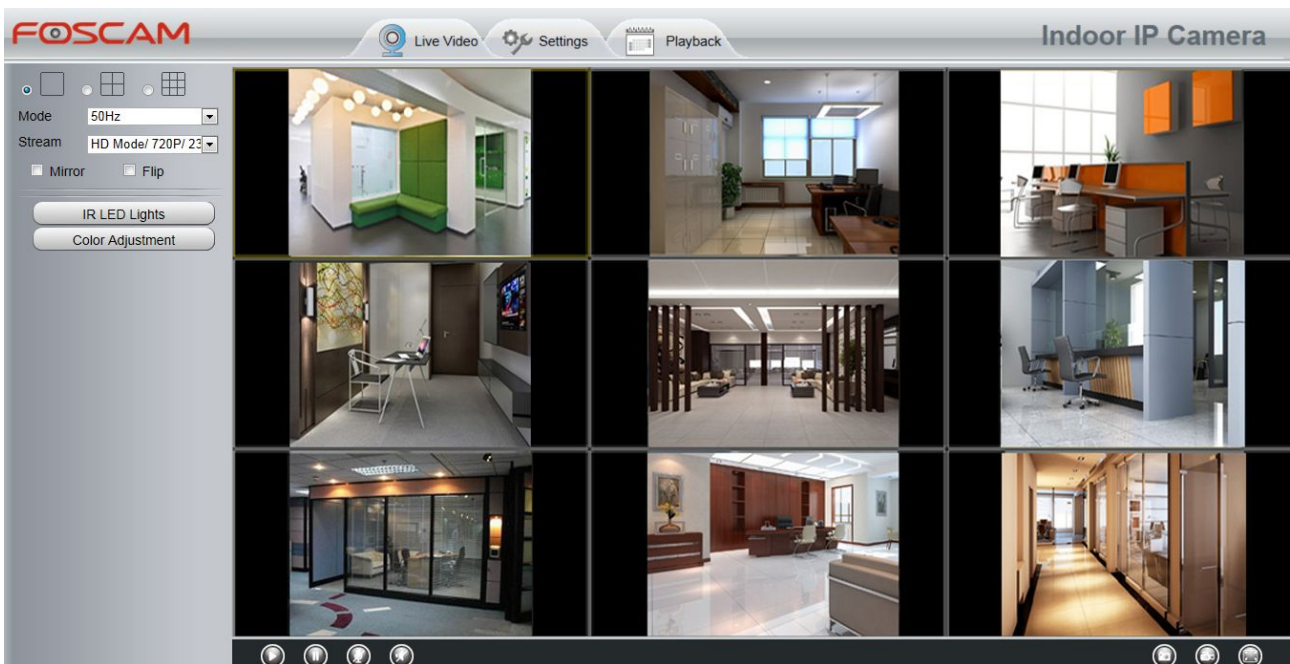 FOSCAM
Live Video
Settings
Playback
Indoor IP Camera
Mode
50Hz
Stream
HD Mode/ 720P/ 23
Mirror
Flip
IR LED Lights
Color Adjustment